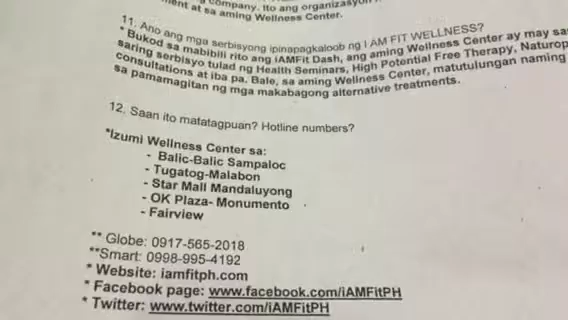 company. Ito ang organizasyon
ment at sa aming Wellness Center.
11. Ano ang mga serbisyong ipinapagkaloob ng I AM FIT WELLNESS?
* Bukod sa mabibili rito ang iAMFit Dash, ang aming Wellness Center ay may sa
saring serbisyo tulad ng Health Seminars, High Potential Free Therapy, Naturop
consultations at iba pa. Bale, sa aming Wellness Center, matutulungan naming
sa pamamagitan ng mga makabagong alternative treatments.
12. Saan ito matatagpuan? Hotline numbers?
*Izumi Wellness Center sa:
- Balic-Balic Sampaloc
- Tugatog-Malabon
- Star Mall Mandaluyong
- OK Plaza- Monumento
- Fairview
** Globe: 0917-565-2018
**Smart: 0998-995-4192
* Website: iamfitph.com
* Facebook page: www.facebook.com/iAMFitPH
* Twitter: www.twitter.com/iAMFitPH